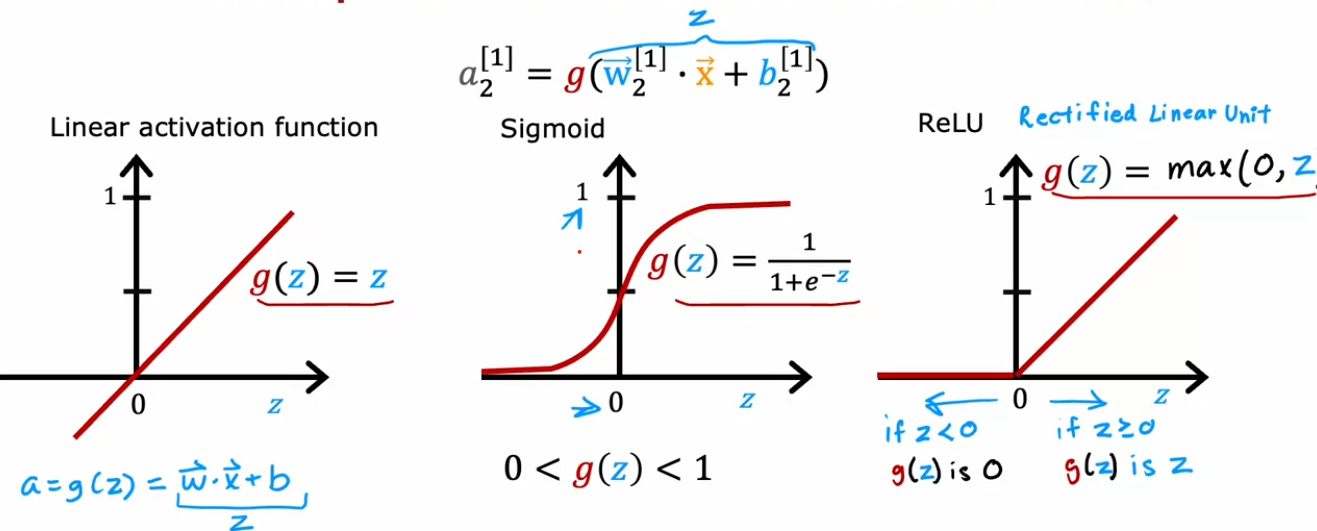 z
a₂^[1] = g(w⃗₂^[1] · x⃗ + b₂^[1])
Linear activation function
1
g(z) = z
0
z
a = g(z) = w⃗·x⃗ + b
z
Sigmoid
1
g(z) = 1/(1+e^−z)
0
z
0 < g(z) < 1
ReLU Rectified Linear Unit
g(z) = max(0, z
1
0
z
if z<0
g(z) is 0
if z≥0
g(z) is z